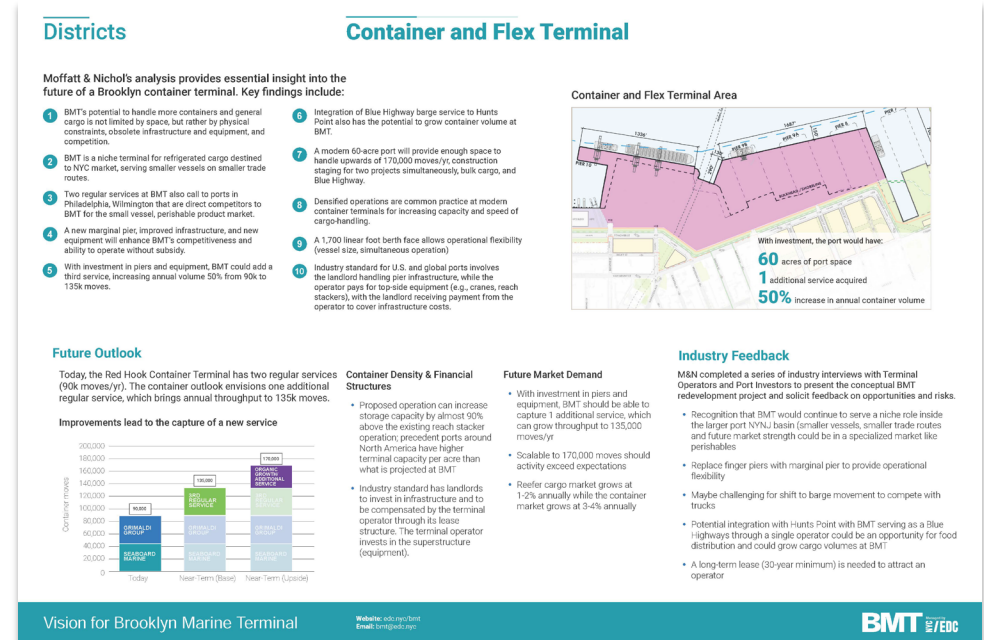 Districts
Container and Flex Terminal
Moffatt & Nichol's analysis provides essential insight into the
future of a Brooklyn container terminal. Key findings include:
1 BMT's potential to handle more containers and general
cargo is not limited by space, but rather by physical
constraints, obsolete infrastructure and equipment, and
competition.
2 BMT is a niche terminal for refrigerated cargo destined
to NYC market, serving smaller vessels on smaller trade
routes.
3 Two regular services at BMT also call to ports in
Philadelphia, Wilmington that are direct competitors to
BMT for the small vessel, perishable product market.
4 A new marginal pier, improved infrastructure, and new
equipment will enhance BMT's competitiveness and
ability to operate without subsidy.
5 With investment in piers and equipment, BMT could add a
third service, increasing annual volume 50% from 90k to
135k moves.
6 Integration of Blue Highway barge service to Hunts
Point also has the potential to grow container volume at
BMT.
7 A modern 60-acre port will provide enough space to
handle upwards of 170,000 moves/yr, construction
staging for two projects simultaneously, bulk cargo, and
Blue Highway.
8 Densified operations are common practice at modern
container terminals for increasing capacity and speed of
cargo-handling.
9 A 1,700 linear foot berth face allows operational flexibility
(vessel size, simultaneous operation)
10 Industry standard for U.S. and global ports involves
the landlord handling pier infrastructure, while the
operator pays for top-side equipment (e.g., cranes, reach
stackers), with the landlord receiving payment from the
operator to cover infrastructure costs.
Container and Flex Terminal Area
1336'
1687'
PIER 10
PIER 9B
PIER 9A
PIER 8
PIER 7
With investment, the port would have:
60 acres of port space
1 additional service acquired
50% increase in annual container volume
Future Outlook
Today, the Red Hook Container Terminal has two regular services
(90k moves/yr). The container outlook envisions one additional
regular service, which brings annual throughput to 135k moves.
Improvements lead to the capture of a new service
Container moves
200,000
180,000
160,000
140,000
120,000
100,000
80,000
60,000
40,000
20,000
0
90,000
GRIMALDI
GROUP
SEABOARD
MARINE
Today
135,000
3RD
REGULAR
SERVICE
GRIMALDI
GROUP
SEABOARD
MARINE
Near-Term (Base)
170,000
ORGANIC
GROWTH
ADDITIONAL
SERVICE
3RD
REGULAR
SERVICE
GRIMALDI
GROUP
SEABOARD
MARINE
Near-Term (Upside)
Container Density & Financial
Structures
• Proposed operation can increase
storage capacity by almost 90%
above the existing reach stacker
operation; precedent ports around
North America have higher
terminal capacity per acre than
what is projected at BMT
• Industry standard has landlords
to invest in infrastructure and to
be compensated by the terminal
operator through its lease
structure. The terminal operator
invests in the superstructure
(equipment).
Future Market Demand
• With investment in piers and
equipment, BMT should be able to
capture 1 additional service, which
can grow throughput to 135,000
moves/yr
• Scalable to 170,000 moves should
activity exceed expectations
• Reefer cargo market grows at
1-2% annually while the container
market grows at 3-4% annually
Industry Feedback
M&N completed a series of industry interviews with Terminal
Operators and Port Investors to present the conceptual BMT
redevelopment project and solicit feedback on opportunities and risks.
• Recognition that BMT would continue to serve a niche role inside
the larger port NYNJ basin (smaller vessels, smaller trade routes
and future market strength could be in a specialized market like
perishables
• Replace finger piers with marginal pier to provide operational
flexibility
• Maybe challenging for shift to barge movement to compete with
trucks
• Potential integration with Hunts Point with BMT serving as a Blue
Highways through a single operator could be an opportunity for food
distribution and could grow cargo volumes at BMT
• A long-term lease (30-year minimum) is needed to attract an
operator
Vision for Brooklyn Marine Terminal
Website: edc.nyc/bmt
Email: bmt@edc.nyc
BMT
NYC/EDC